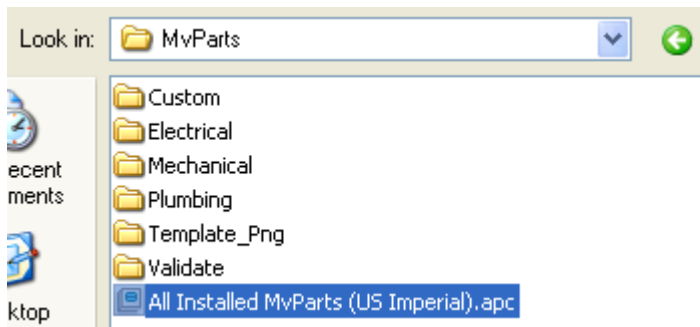 Look in: MvParts
Custom
Electrical
ecent Mechanical
ments Plumbing
Template_Png
Validate
ktop All Installed MvParts (US Imperial).apc